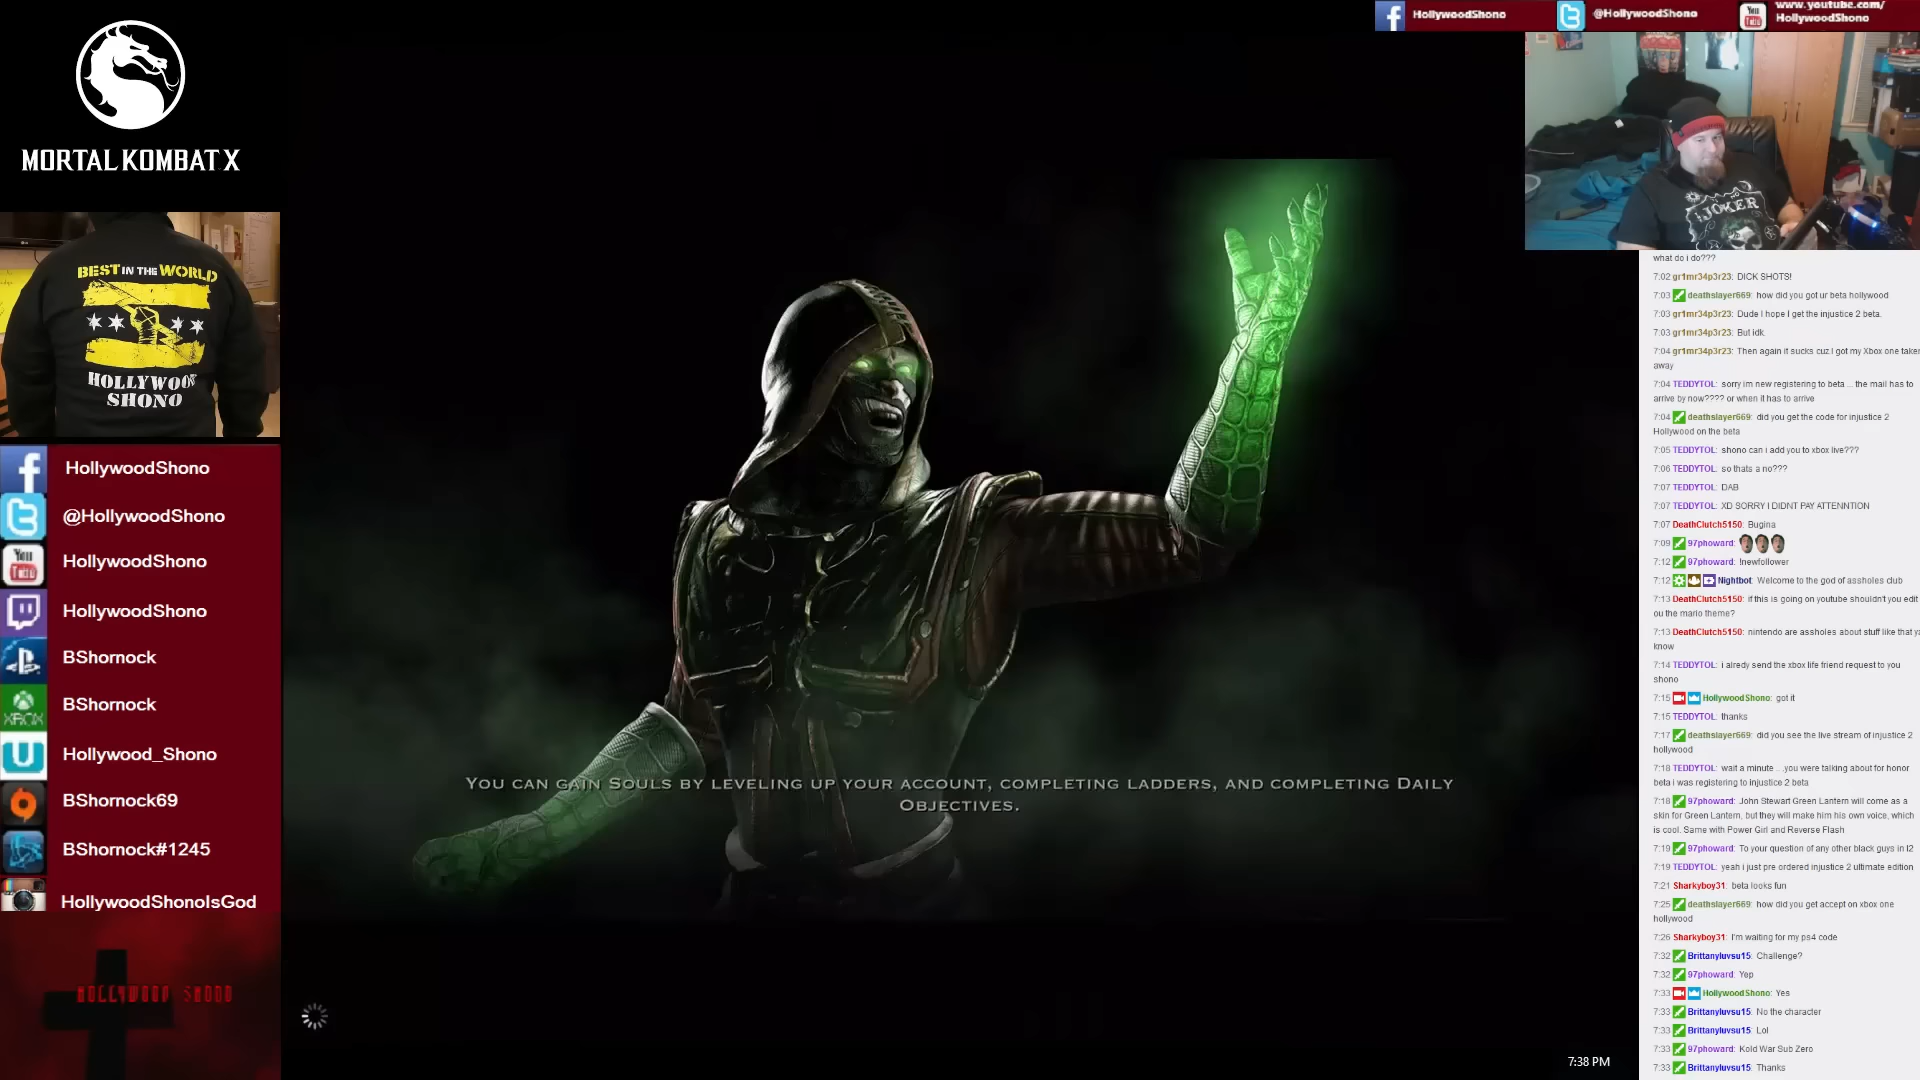 MORTAL KOMBAT X
BEST IN THE WORLD
HOLLYWOOD
SHONO
HollywoodShono
@HollywoodShono
HollywoodShono
HollywoodShono
BShornock
BShornock
Hollywood_Shono
BShornock69
BShornock#1245
HollywoodShonoIsGod
HOLLYWOOD SHONO
YOU CAN GAIN SOULS BY LEVELING UP YOUR ACCOUNT, COMPLETING LADDERS, AND COMPLETING DAILY
OBJECTIVES.
7:38 PM
HollywoodShono
@HollywoodShono
www.youtube.com/
HollywoodShono
JOKER
what do i do???
7:02 gr1mr34p3r23: DICK SHOTS!
7:03 deathslayer669: how did you got ur beta hollywood
7:03 gr1mr34p3r23: Dude I hope I get the injustice 2 beta.
7:03 gr1mr34p3r23: But idk.
7:04 gr1mr34p3r23: Then again it sucks cuz I got my Xbox one taken
away
7:04 TEDDYTOL: sorry im new registering to beta ... the mail has to
arrive by now???? or when it has to arrive
7:04 deathslayer669: did you get the code for injustice 2
Hollywood on the beta
7:05 TEDDYTOL: shono can i add you to xbox live???
7:06 TEDDYTOL: so thats a no???
7:07 TEDDYTOL: DAB
7:07 TEDDYTOL: XD SORRY I DIDNT PAY ATTENNTION
7:07 DeathClutch5150: Bugina
7:09 97phoward:
7:12 97phoward: !newfollower
7:12 Nightbot: Welcome to the god of assholes club
7:13 DeathClutch5150: if this is going on youtube shouldn't you edit
ou the mario theme?
7:13 DeathClutch5150: nintendo are assholes about stuff like that ya
know
7:14 TEDDYTOL: i alredy send the xbox life friend request to you
shono
7:15 HollywoodShono: got it
7:15 TEDDYTOL: thanks
7:17 deathslayer669: did you see the live stream of injustice 2
hollywood
7:18 TEDDYTOL: wait a minute ...you were talking about for honor
beta i was registering to injustice 2 beta
7:18 97phoward: John Stewart Green Lantern will come as a
skin for Green Lantern, but they will make him his own voice, which
is cool. Same with Power Girl and Reverse Flash
7:19 97phoward: To your question of any other black guys in I2
7:19 TEDDYTOL: yeah i just pre ordered injustice 2 ultimate edition
7:21 Sharkyboy31: beta looks fun
7:25 deathslayer669: how did you get accept on xbox one
hollywood
7:26 Sharkyboy31: I'm waiting for my ps4 code
7:32 Brittanyluvsu15: Challenge?
7:32 97phoward: Yep
7:33 HollywoodShono: Yes
7:33 Brittanyluvsu15: No the character
7:33 Brittanyluvsu15: Lol
7:33 97phoward: Kold War Sub Zero
7:33 Brittanyluvsu15: Thanks